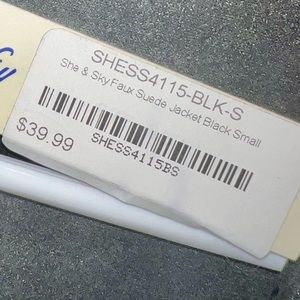 SHESS4115-BLK-S
She & Sky Faux Suede Jacket Black Small
$39.99
SHESS4115BS